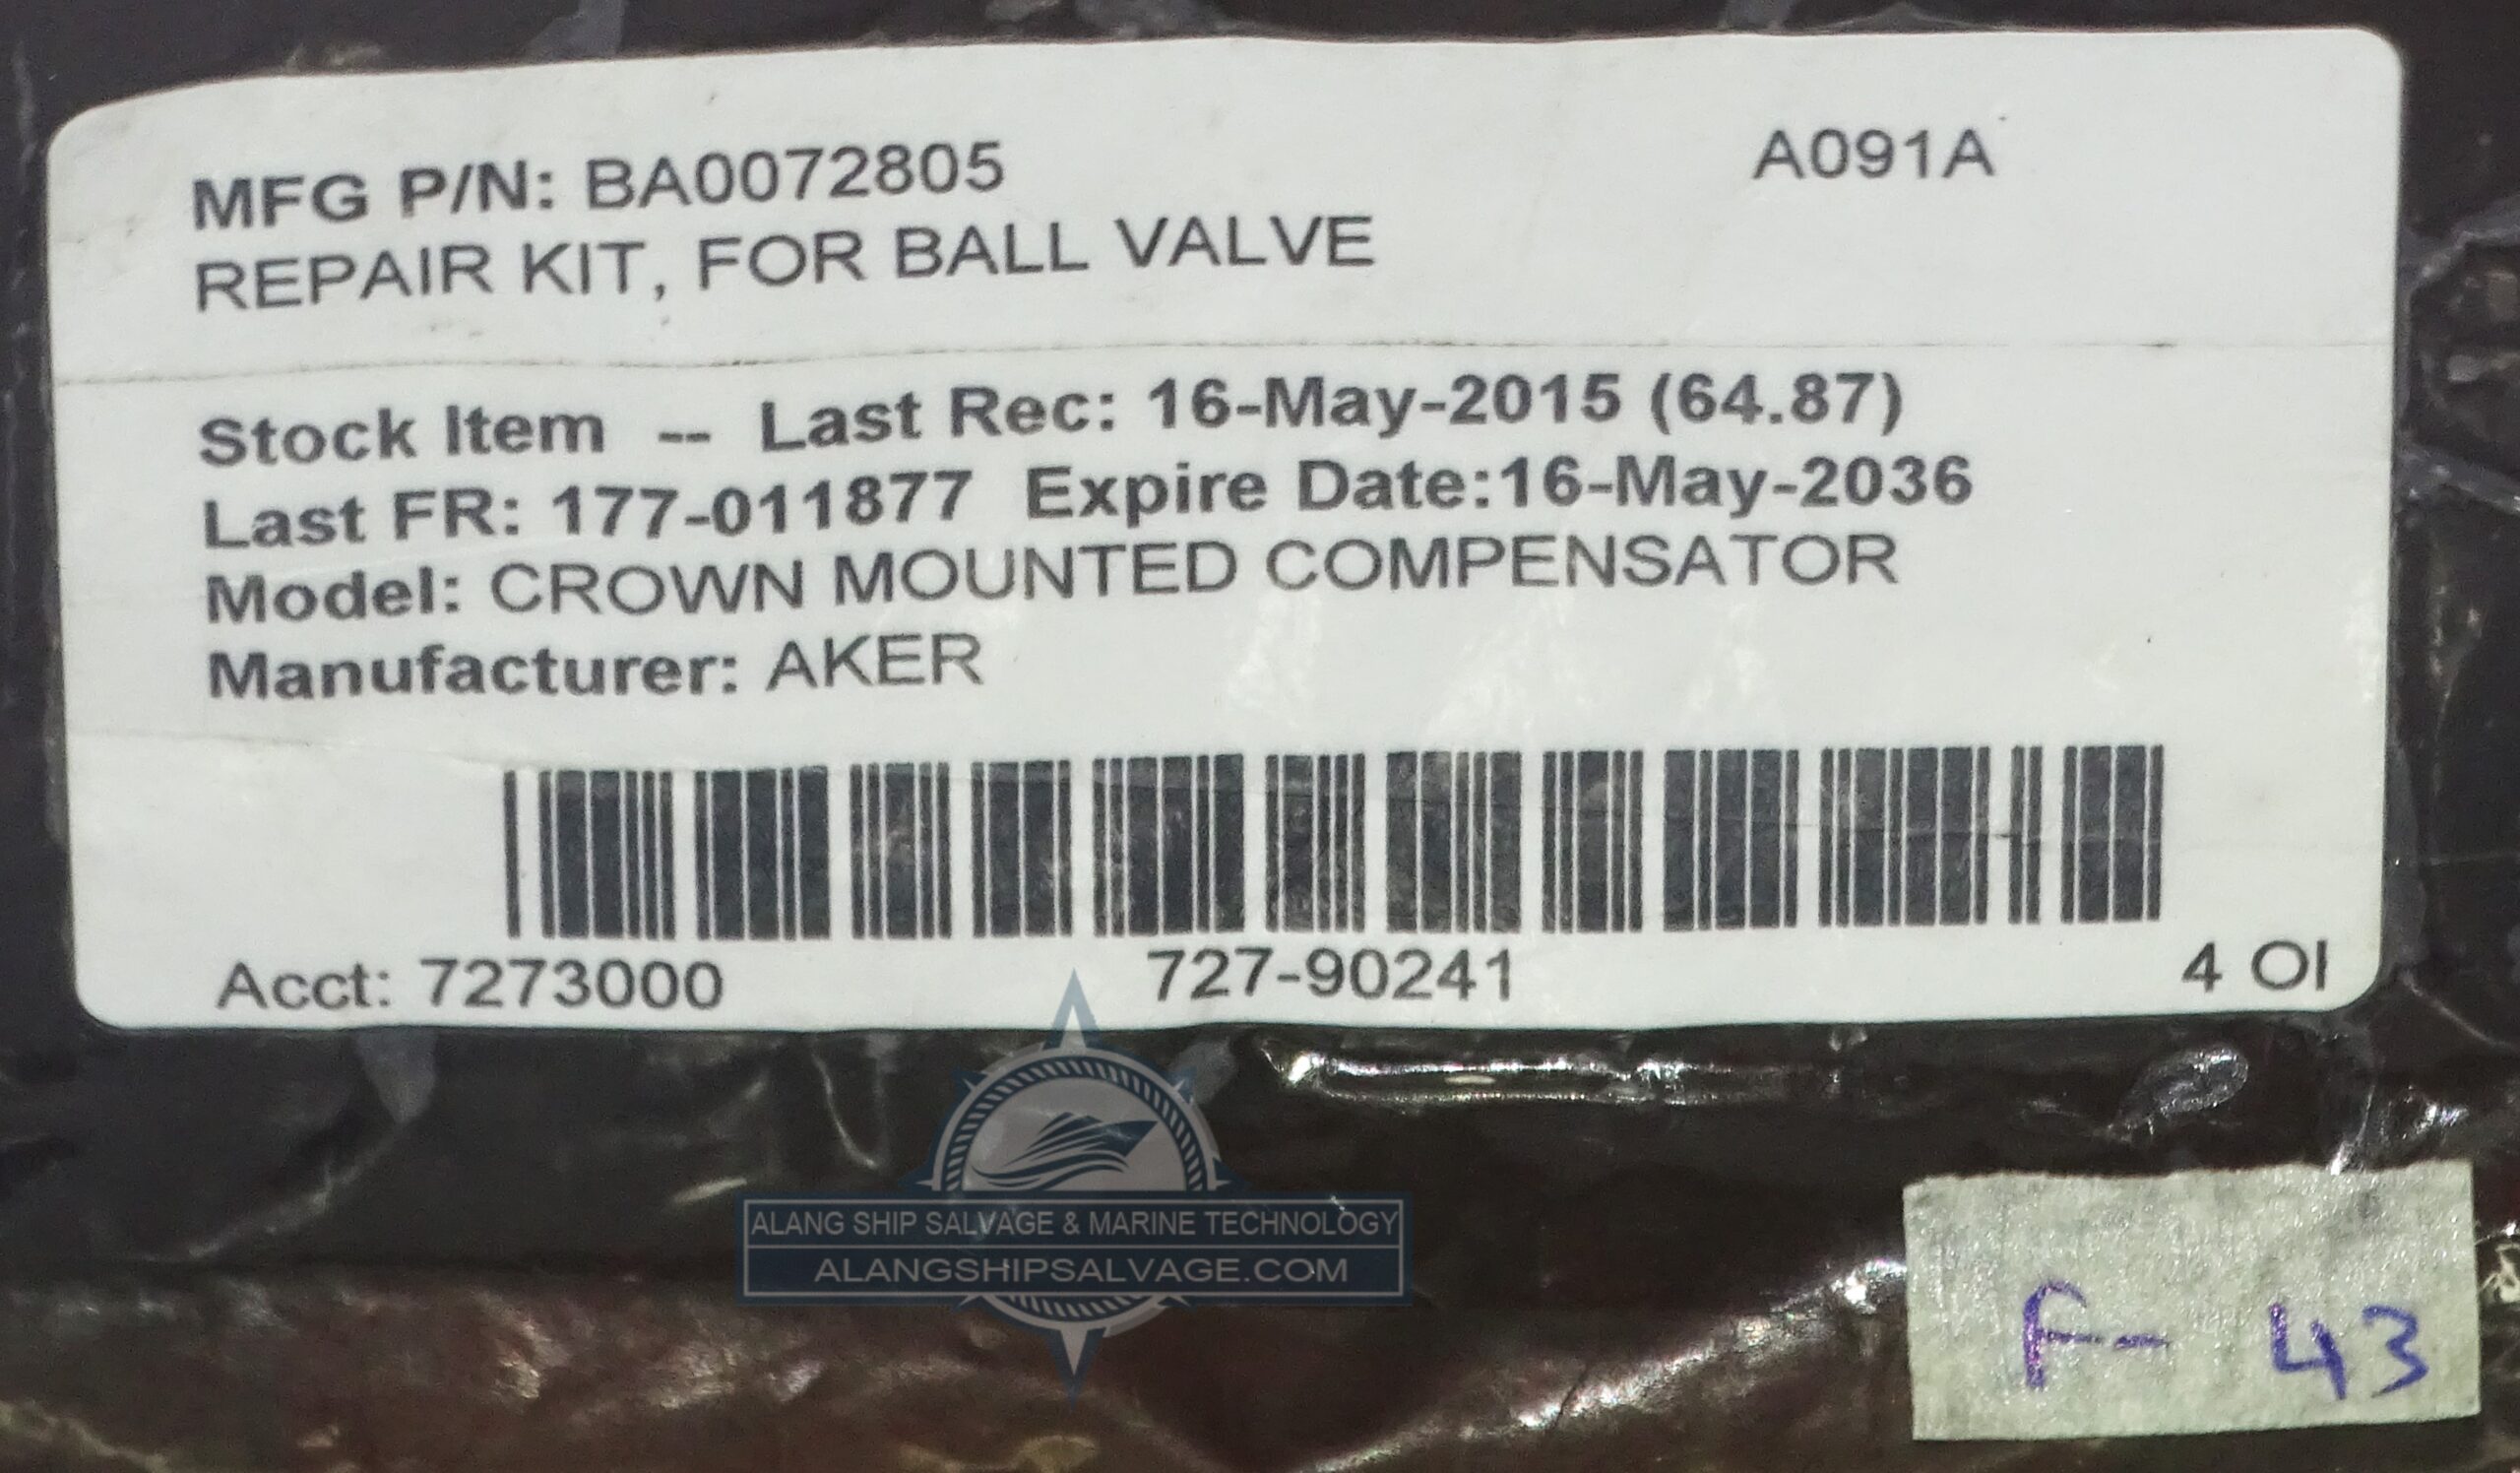 MFG P/N: BA0072805 A091A
REPAIR KIT, FOR BALL VALVE
Stock Item -- Last Rec: 16-May-2015 (64.87)
Last FR: 177-011877 Expire Date:16-May-2036
Model: CROWN MOUNTED COMPENSATOR
Manufacturer: AKER
Acct: 7273000 727-90241 4 OI
ALANG SHIP SALVAGE & MARINE TECHNOLOGY
ALANGSHIPSALVAGE.COM
F- 43